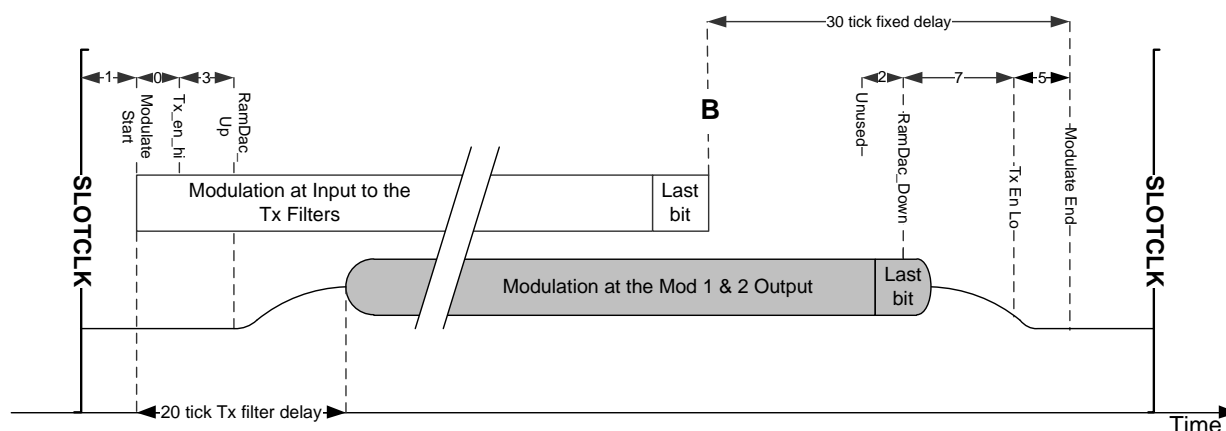 30 tick fixed delay
1
0
3
2
7
5
Modulate
Start
Tx_en_hi
RamDac_
Up
B
Unused
RamDac_Down
Tx En Lo
Modulate End
SLOTCLK
SLOTCLK
Modulation at Input to the
Tx Filters
Last
bit
Modulation at the Mod 1 & 2 Output
Last
bit
20 tick Tx filter delay
Time